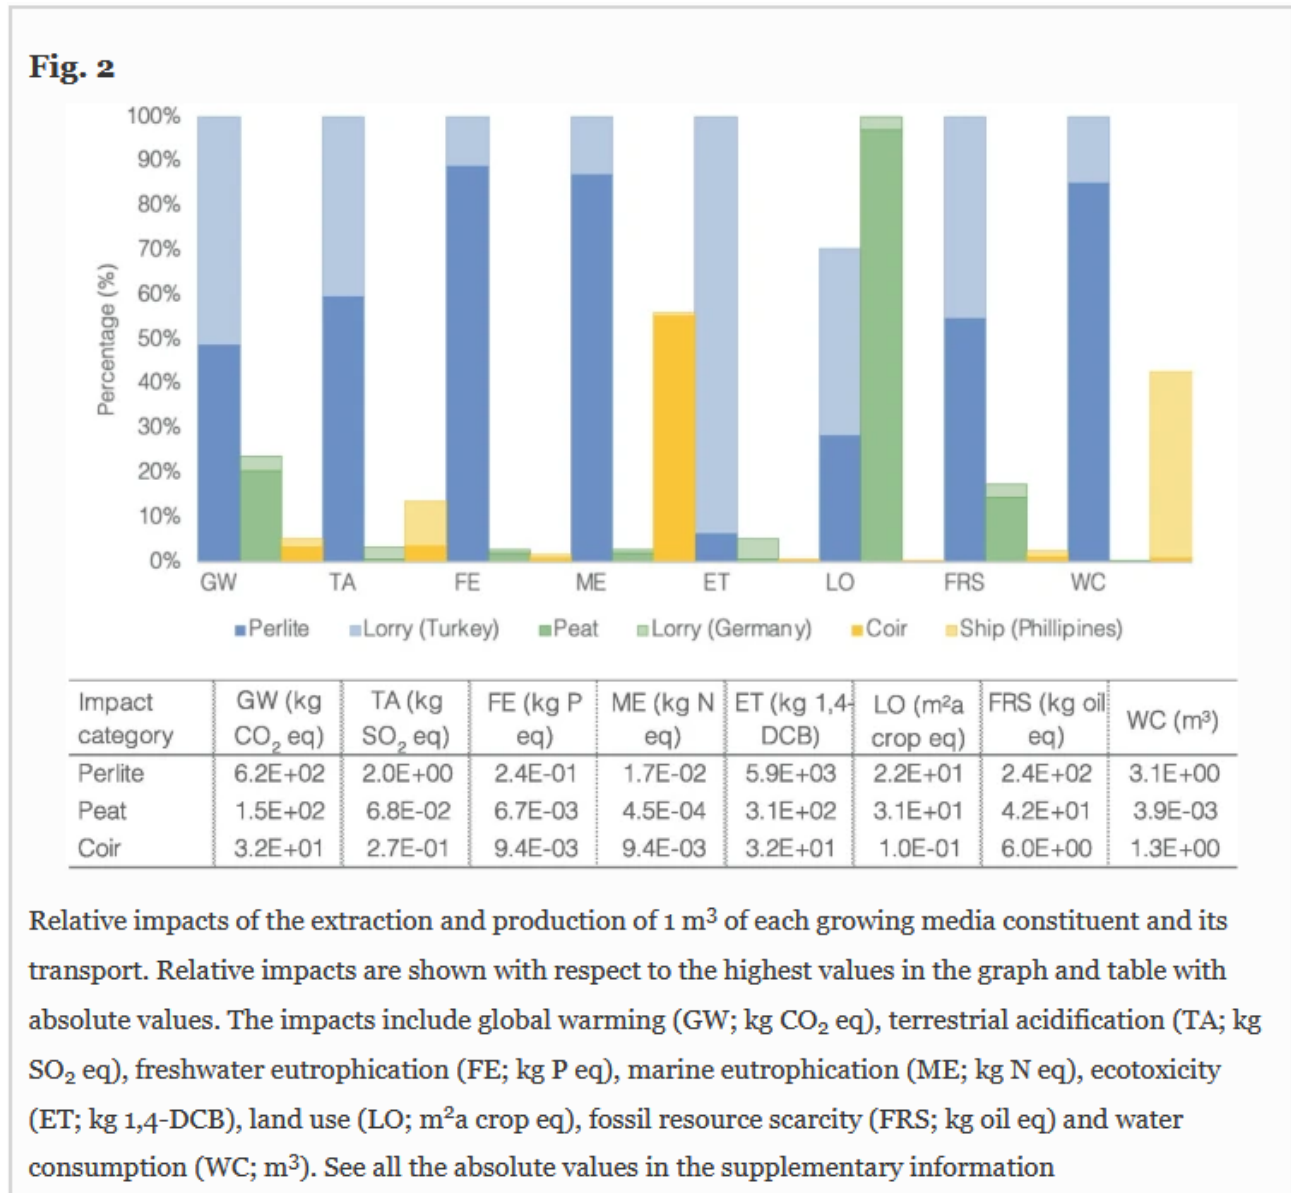 Fig. 2
100%
90%
80%
70%
60%
50%
40%
30%
20%
10%
0%
Percentage (%)
GW TA FE ME ET LO FRS WC
Perlite Lorry (Turkey) Peat Lorry (Germany) Coir Ship (Phillipines)
Impact category GW (kg CO₂ eq) TA (kg SO₂ eq) FE (kg P eq) ME (kg N eq) ET (kg 1,4-DCB) LO (m²a crop eq) FRS (kg oil eq) WC (m³)
Perlite 6.2E+02 2.0E+00 2.4E-01 1.7E-02 5.9E+03 2.2E+01 2.4E+02 3.1E+00
Peat 1.5E+02 6.8E-02 6.7E-03 4.5E-04 3.1E+02 3.1E+01 4.2E+01 3.9E-03
Coir 3.2E+01 2.7E-01 9.4E-03 9.4E-03 3.2E+01 1.0E-01 6.0E+00 1.3E+00
Relative impacts of the extraction and production of 1 m³ of each growing media constituent and its
transport. Relative impacts are shown with respect to the highest values in the graph and table with
absolute values. The impacts include global warming (GW; kg CO₂ eq), terrestrial acidification (TA; kg
SO₂ eq), freshwater eutrophication (FE; kg P eq), marine eutrophication (ME; kg N eq), ecotoxicity
(ET; kg 1,4-DCB), land use (LO; m²a crop eq), fossil resource scarcity (FRS; kg oil eq) and water
consumption (WC; m³). See all the absolute values in the supplementary information